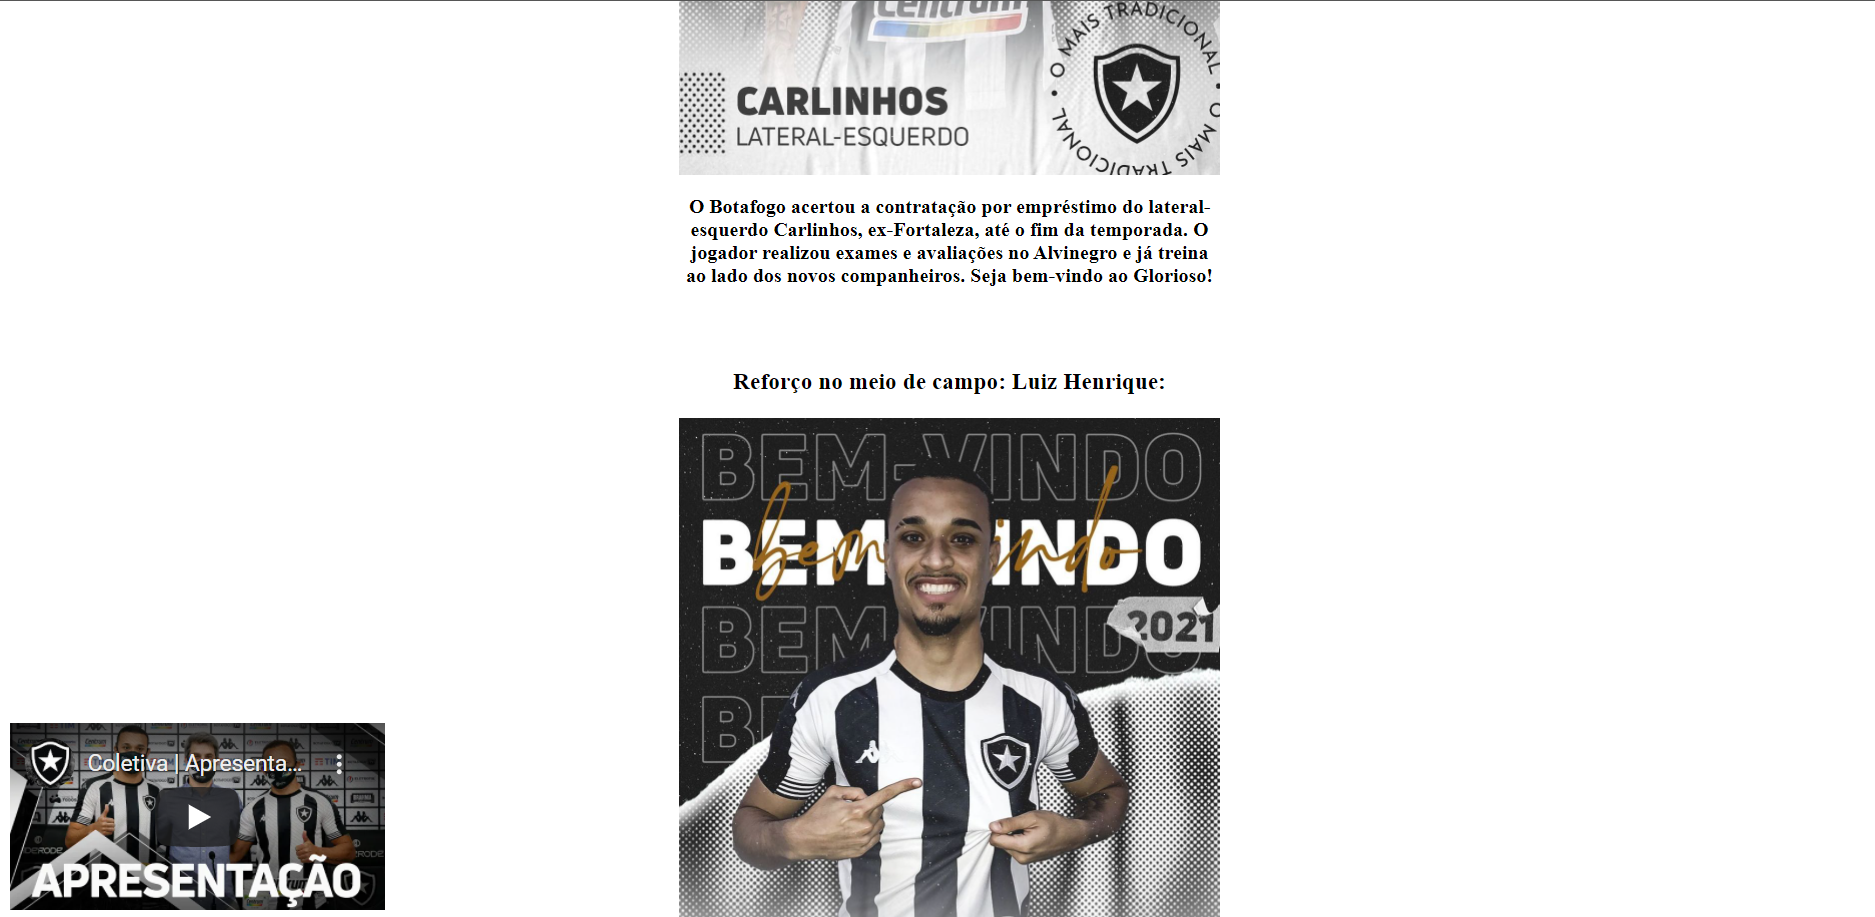 Centrum
O MAIS TRADICIONAL • O MAIS TRADICIONAL •
CARLINHOS
LATERAL-ESQUERDO
O Botafogo acertou a contratação por empréstimo do lateral-
esquerdo Carlinhos, ex-Fortaleza, até o fim da temporada. O
jogador realizou exames e avaliações no Alvinegro e já treina
ao lado dos novos companheiros. Seja bem-vindo ao Glorioso!
Reforço no meio de campo: Luiz Henrique:
BEM-VINDO
BEM VINDO
bem vindo
BEM VINDO
2021
BE
Coletiva | Apresenta...
TIM
APRESENTAÇÃO